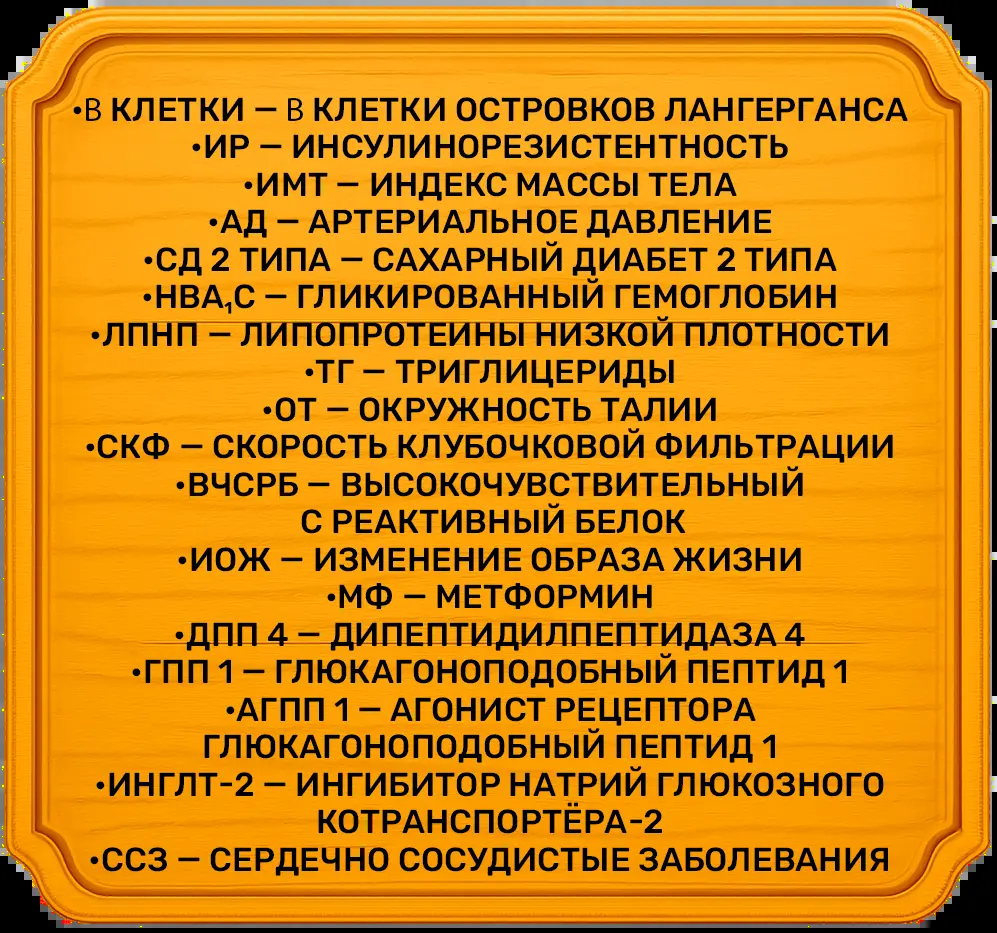 •В КЛЕТКИ — В КЛЕТКИ ОСТРОВКОВ ЛАНГЕРГАНСА
•ИР — ИНСУЛИНОРЕЗИСТЕНТНОСТЬ
•ИМТ — ИНДЕКС МАССЫ ТЕЛА
•АД — АРТЕРИАЛЬНОЕ ДАВЛЕНИЕ
•СД 2 ТИПА — САХАРНЫЙ ДИАБЕТ 2 ТИПА
•HBA₁C — ГЛИКИРОВАННЫЙ ГЕМОГЛОБИН
•ЛПНП — ЛИПОПРОТЕИНЫ НИЗКОЙ ПЛОТНОСТИ
•ТГ — ТРИГЛИЦЕРИДЫ
•ОТ — ОКРУЖНОСТЬ ТАЛИИ
•СКФ — СКОРОСТЬ КЛУБОЧКОВОЙ ФИЛЬТРАЦИИ
•ВЧСРБ — ВЫСОКОЧУВСТВИТЕЛЬНЫЙ
С РЕАКТИВНЫЙ БЕЛОК
•ИОЖ — ИЗМЕНЕНИЕ ОБРАЗА ЖИЗНИ
•МФ — МЕТФОРМИН
•ДПП 4 — ДИПЕПТИДИЛПЕПТИДАЗА 4
•ГПП 1 — ГЛЮКАГОНОПОДОБНЫЙ ПЕПТИД 1
•АГПП 1 — АГОНИСТ РЕЦЕПТОРА
ГЛЮКАГОНОПОДОБНЫЙ ПЕПТИД 1
•ИНГЛТ-2 — ИНГИБИТОР НАТРИЙ ГЛЮКОЗНОГО
КОТРАНСПОРТЁРА-2
•ССЗ — СЕРДЕЧНО СОСУДИСТЫЕ ЗАБОЛЕВАНИЯ